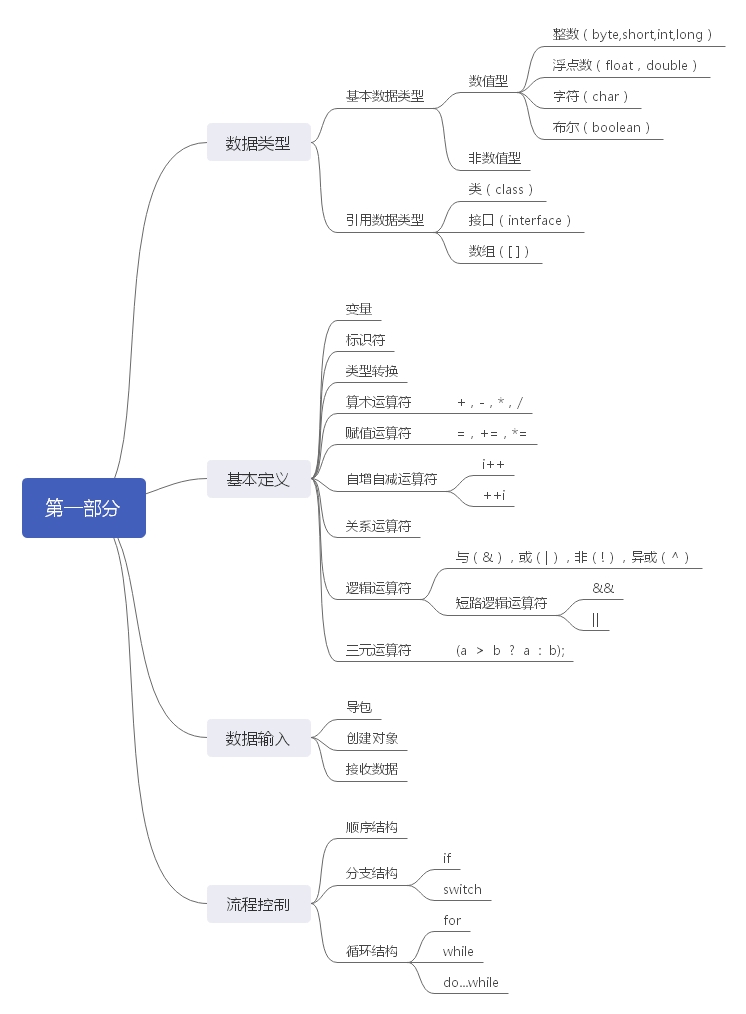 第一部分
数据类型
基本数据类型
数值型
整数（byte,short,int,long）
浮点数（float，double）
字符（char）
布尔（boolean）
非数值型
引用数据类型
类（class）
接口（interface）
数组（[ ]）
基本定义
变量
标识符
类型转换
算术运算符
+，-，*，/
赋值运算符
=，+=，*=
自增自减运算符
i++
++i
关系运算符
逻辑运算符
与（&），或（|），非（!），异或（^）
短路逻辑运算符
&&
||
三元运算符
(a > b ? a : b);
数据输入
导包
创建对象
接收数据
流程控制
顺序结构
分支结构
if
switch
循环结构
for
while
do...while